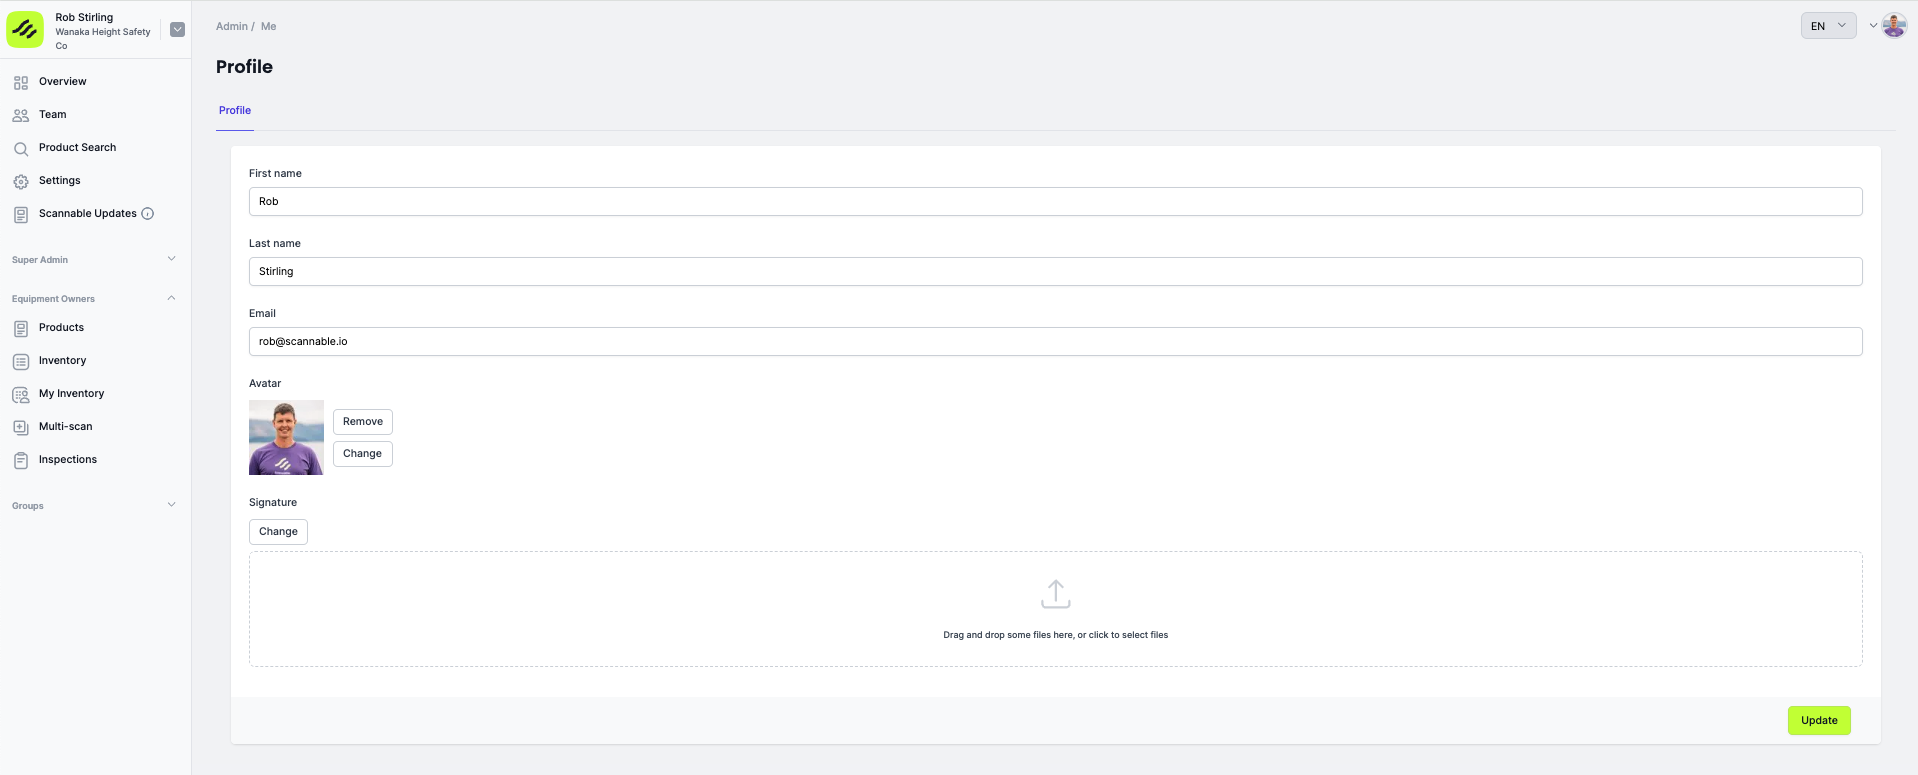 Rob Stirling
Wanaka Height Safety
Co
Overview
Team
Product Search
Settings
Scannable Updates
Super Admin
Equipment Owners
Products
Inventory
My Inventory
Multi-scan
Inspections
Groups
Admin / Me
EN
Profile
Profile
First name
Rob
Last name
Stirling
Email
rob@scannable.io
Avatar
Remove
Change
Signature
Change
Drag and drop some files here, or click to select files
Update